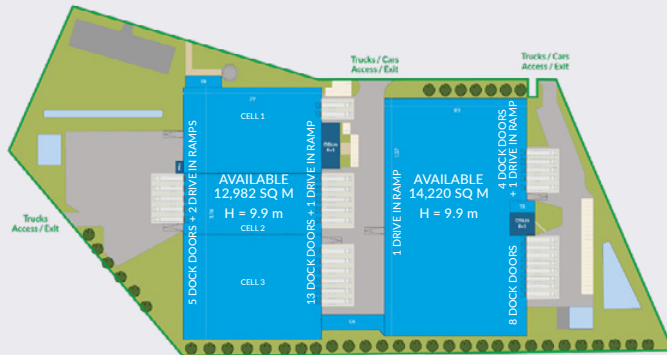 Trucks / Cars
Access / Exit
Trucks / Cars
Access / Exit
Trucks
Access / Exit
CELL 1
AVAILABLE
12,982 SQ M
H = 9.9 m
CELL 2
CELL 3
5 DOCK DOORS + 2 DRIVE IN RAMPS
13 DOCK DOORS + 1 DRIVE IN RAMP
1 DRIVE IN RAMP
AVAILABLE
14,220 SQ M
H = 9.9 m
4 DOCK DOORS
+ 1 DRIVE IN RAMP
8 DOCK DOORS
Office
Office